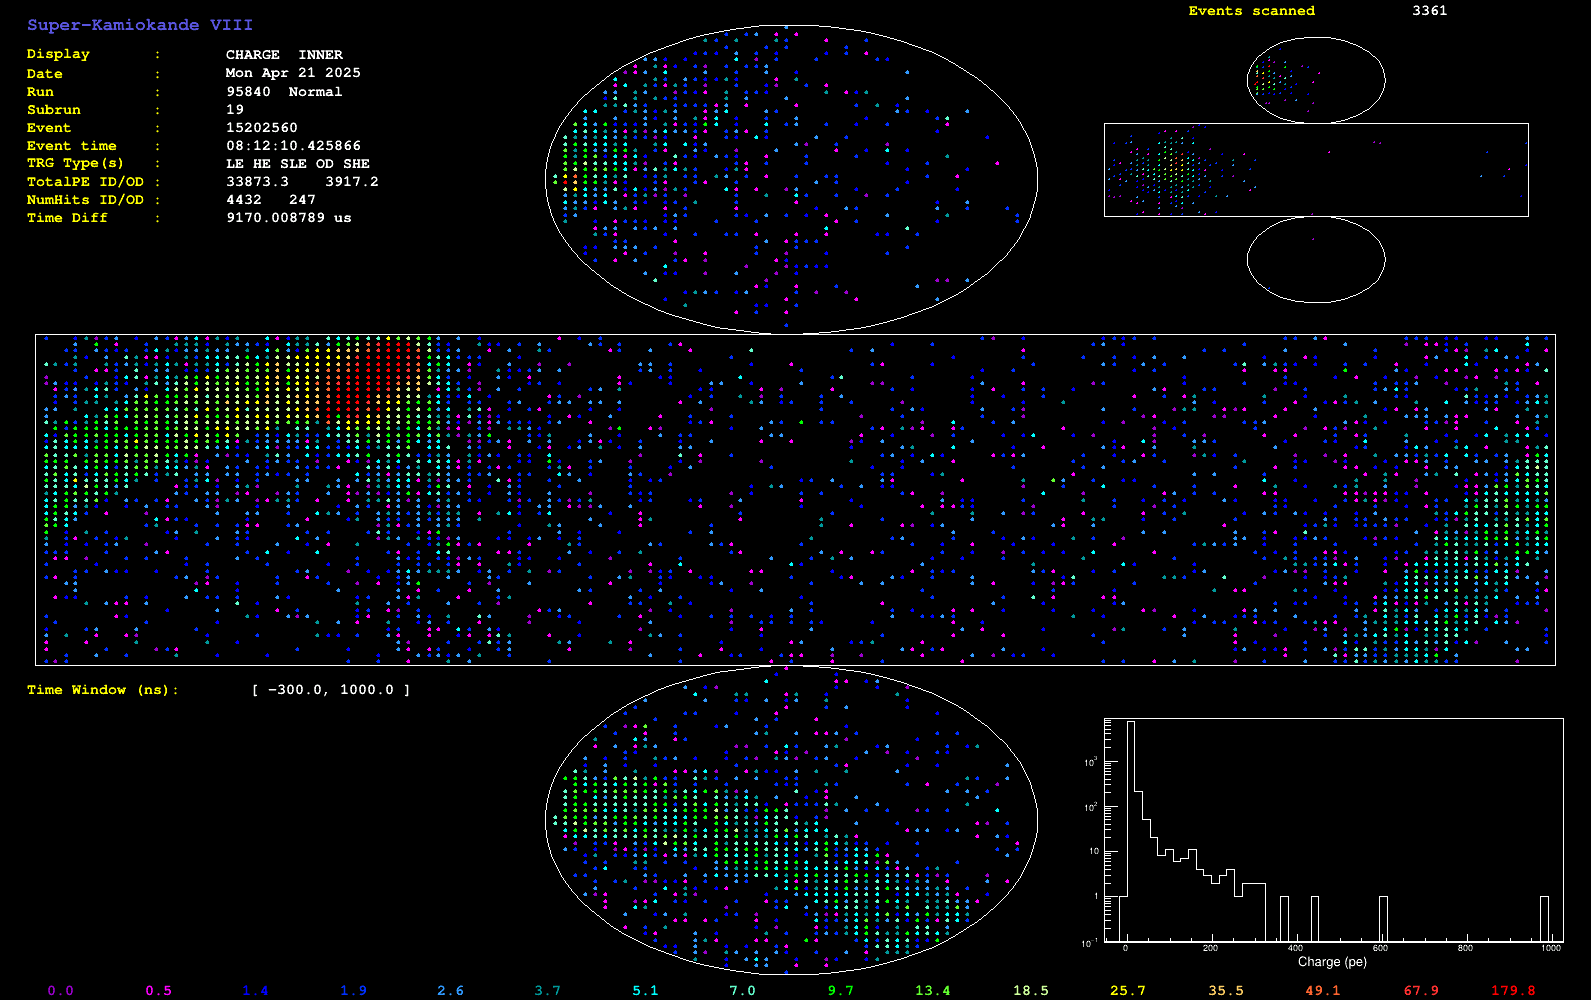 Super-Kamiokande VIII
Events scanned 3361
Display : CHARGE INNER
Date : Mon Apr 21 2025
Run : 95840 Normal
Subrun : 19
Event : 15202560
Event time : 08:12:10.425866
TRG Type(s) : LE HE SLE OD SHE
TotalPE ID/OD : 33873.3 3917.2
NumHits ID/OD : 4432 247
Time Diff : 9170.008789 us
Time Window (ns): [ -300.0, 1000.0 ]
10³
10²
10
1
10⁻¹
0 200 400 600 800 1000
Charge (pe)
0.0 0.5 1.4 1.9 2.6 3.7 5.1 7.0 9.7 13.4 18.5 25.7 35.5 49.1 67.9 179.8